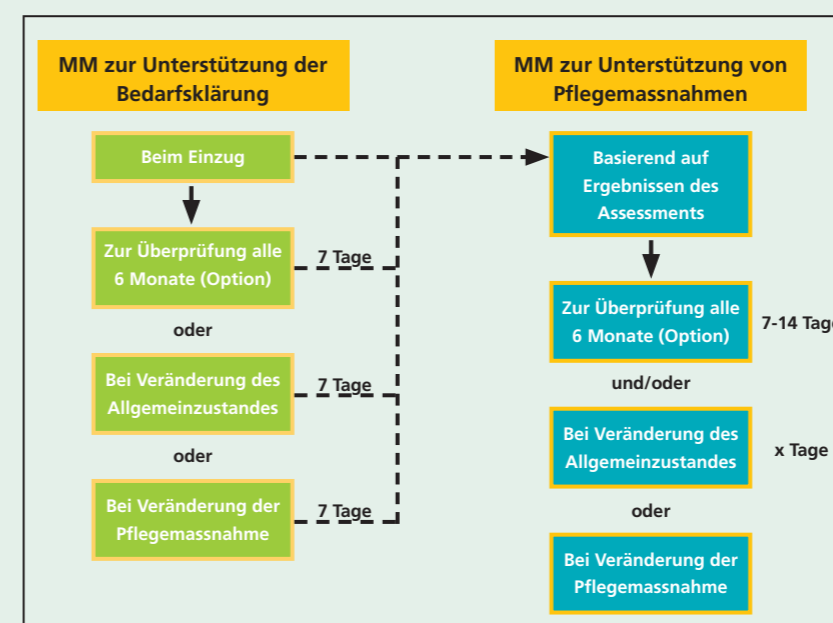 MM zur Unterstützung der
Bedarfsklärung
Beim Einzug
Zur Überprüfung alle
6 Monate (Option)
7 Tage
oder
Bei Veränderung des
Allgemeinzustandes
7 Tage
oder
Bei Veränderung der
Pflegemassnahme
7 Tage
MM zur Unterstützung von
Pflegemassnahmen
Basierend auf
Ergebnissen des
Assessments
Zur Überprüfung alle
6 Monate (Option)
7-14 Tage
und/oder
Bei Veränderung des
Allgemeinzustandes
x Tage
oder
Bei Veränderung der
Pflegemassnahme